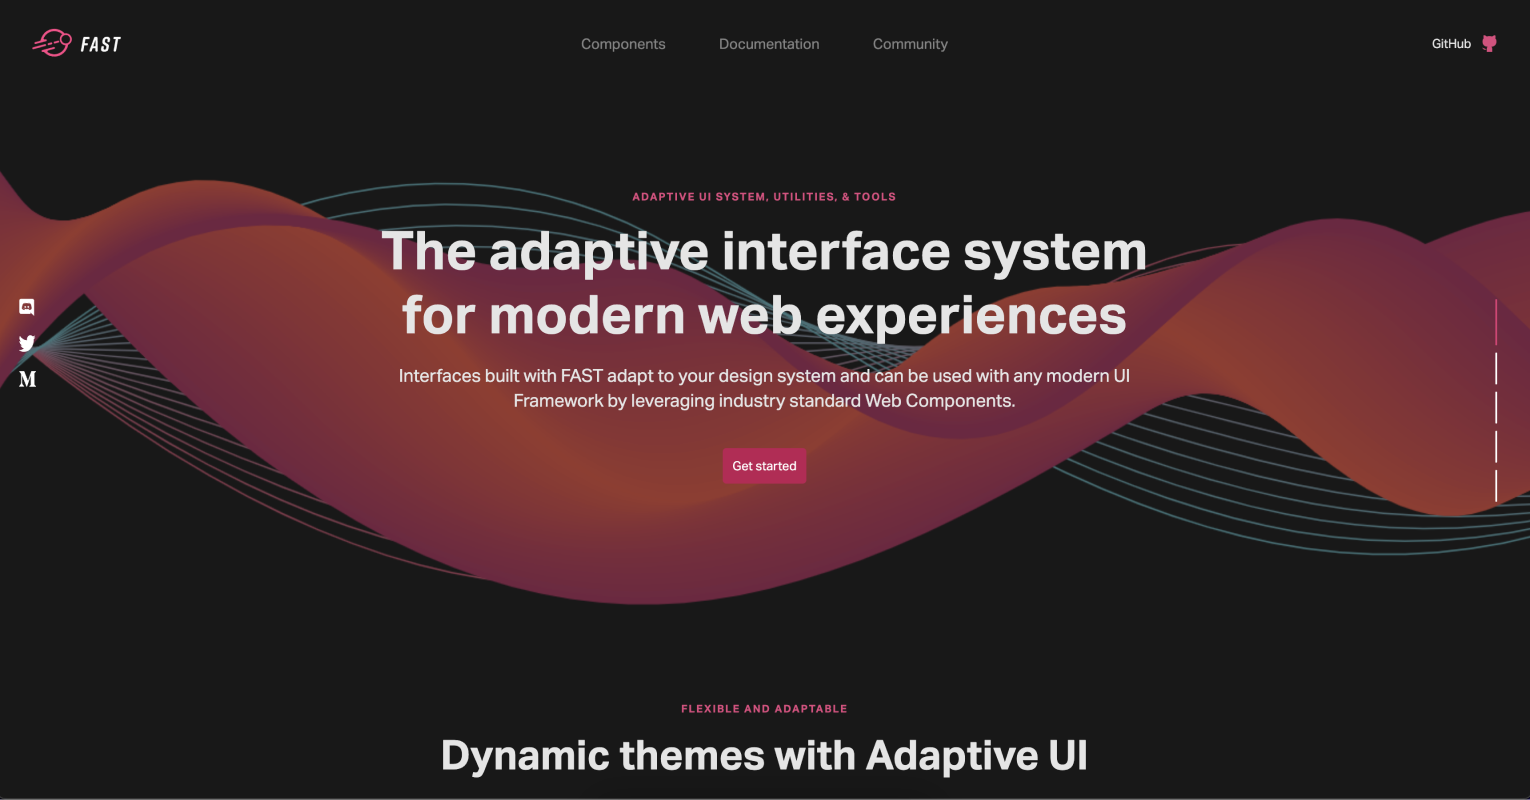 FAST
Components
Documentation
Community
GitHub
ADAPTIVE UI SYSTEM, UTILITIES, & TOOLS
The adaptive interface system
for modern web experiences
Interfaces built with FAST adapt to your design system and can be used with any modern UI
Framework by leveraging industry standard Web Components.
Get started
FLEXIBLE AND ADAPTABLE
Dynamic themes with Adaptive UI